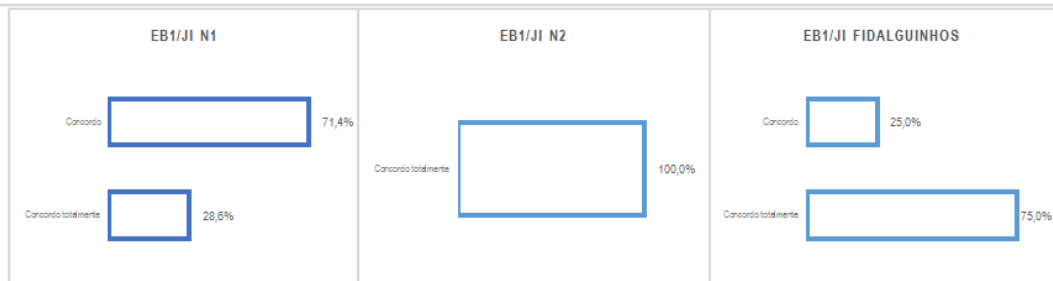 EB1/JI N1
Concordo
71,4%
Concordo totalmente
28,6%
EB1/JI N2
Concordo totalmente
100,0%
EB1/JI FIDALGUINHOS
Concordo
25,0%
Concordo totalmente
75,0%